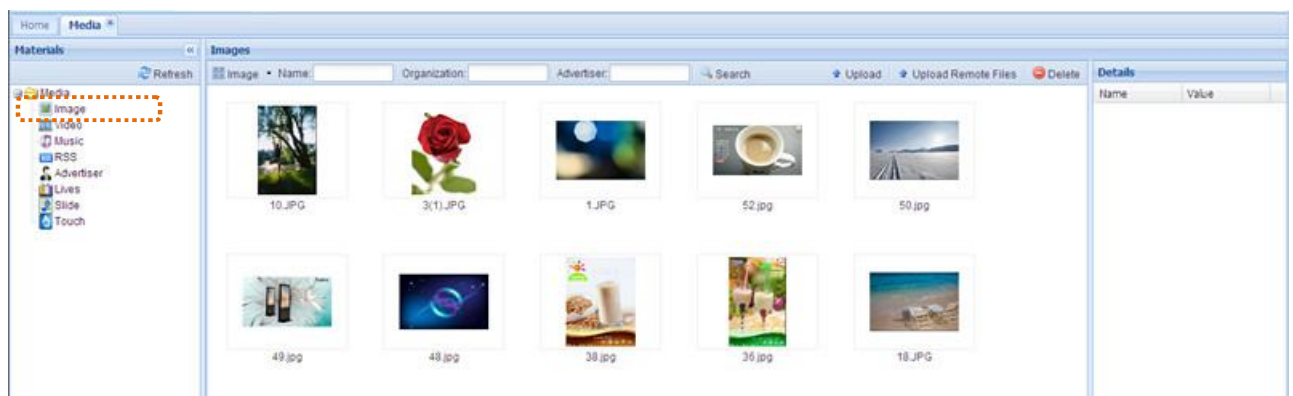 Home Media
Materials
Refresh
Media
Image
Video
Music
RSS
Advertiser
Lives
Slide
Touch
Images
Image Name: Organization: Advertiser: Search Upload Upload Remote Files Delete
10.JPG 3(1).JPG 1.JPG 52.jpg 50.jpg
49.jpg 48.jpg 38.jpg 36.jpg 18.JPG
Details
Name Value